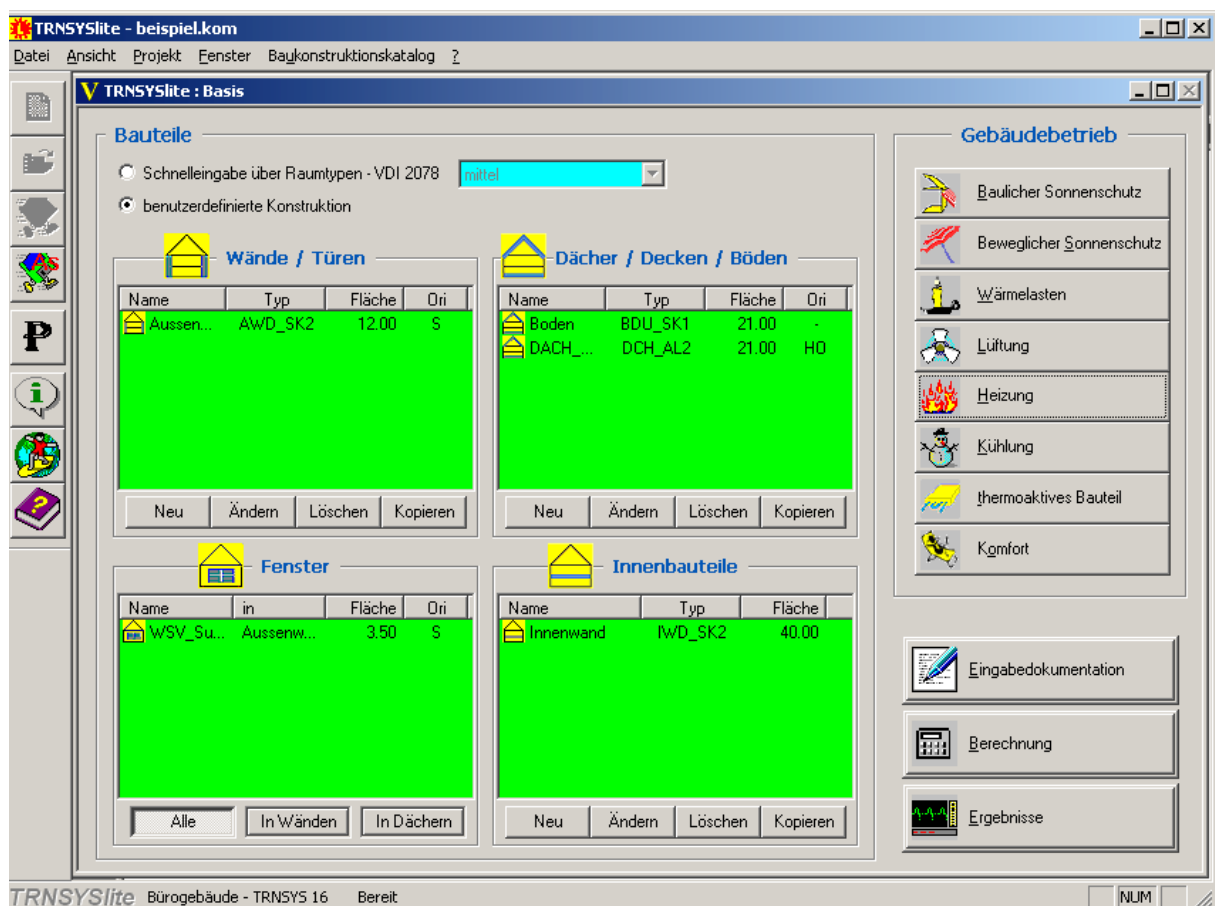 TRNSYSlite - beispiel.kom
Datei Ansicht Projekt Fenster Baukonstruktionskatalog ?
TRNSYSlite : Basis
Bauteile
Schnelleingabe über Raumtypen - VDI 2078 mittel
benutzerdefinierte Konstruktion
Wände / Türen
Name Typ Fläche Ori
Aussen... AWD_SK2 12.00 S
Neu Ändern Löschen Kopieren
Dächer / Decken / Böden
Name Typ Fläche Ori
Boden BDU_SK1 21.00 -
DACH_... DCH_AL2 21.00 HO
Neu Ändern Löschen Kopieren
Fenster
Name in Fläche Ori
WSV_Su... Aussenw... 3.50 S
Alle In Wänden In Dächern
Innenbauteile
Name Typ Fläche
Innenwand IWD_SK2 40.00
Neu Ändern Löschen Kopieren
Gebäudebetrieb
Baulicher Sonnenschutz
Beweglicher Sonnenschutz
Wärmelasten
Lüftung
Heizung
Kühlung
thermoaktives Bauteil
Komfort
Eingabedokumentation
Berechnung
Ergebnisse
TRNSYSlite Bürogebäude - TRNSYS 16 Bereit NUM